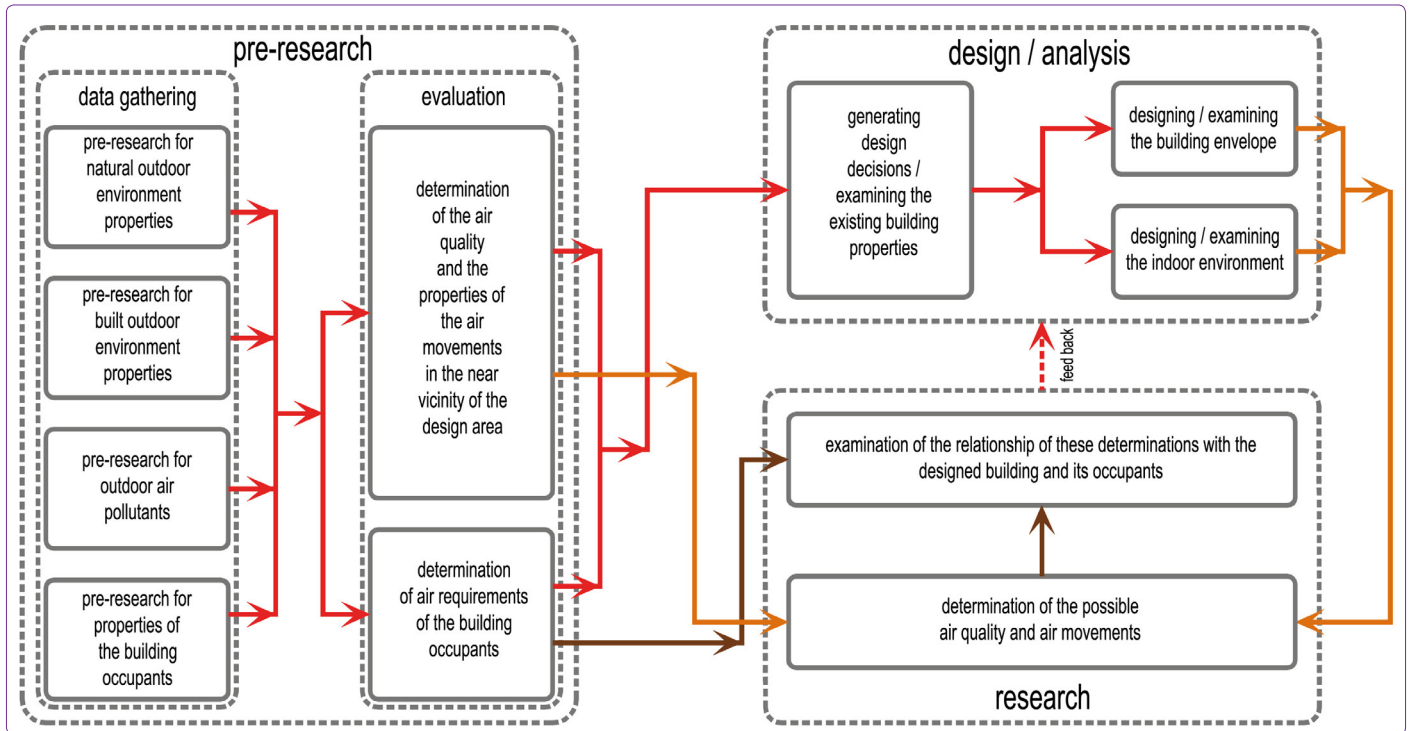 pre-research
data gathering
pre-research for
natural outdoor
environment
properties
pre-research for
built outdoor
environment
properties
pre-research for
outdoor air
pollutants
pre-research for
properties of
the building
occupants
evaluation
determination
of the air
quality
and the
properties of
the air
movements
in the near
vicinity of the
design area
determination
of air requirements
of the building
occupants
design / analysis
generating
design
decisions /
examining the
existing building
properties
designing / examining
the building envelope
designing / examining
the indoor environment
feed back
examination of the relationship of these determinations with the
designed building and its occupants
determination of the possible
air quality and air movements
research